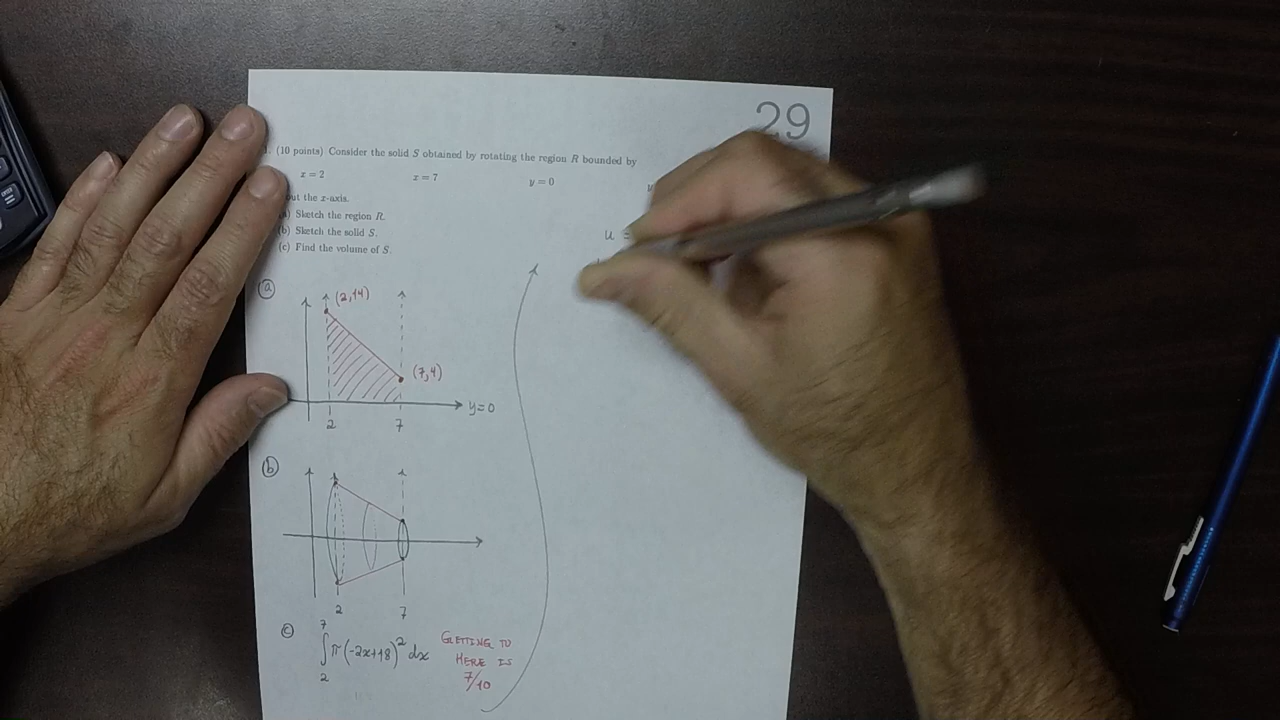 29
(10 points) Consider the solid S obtained by rotating the region R bounded by
x = 2 x = 7 y = 0
the x-axis.
Sketch the region R.
(b) Sketch the solid S.
(c) Find the volume of S.
u =
(a)
(2,14)
(7,4)
y=0
2 7
(b)
2 7
(c)
∫₂⁷ π(-2x+18)² dx
GETTING TO
HERE IS
7/10
ENTER